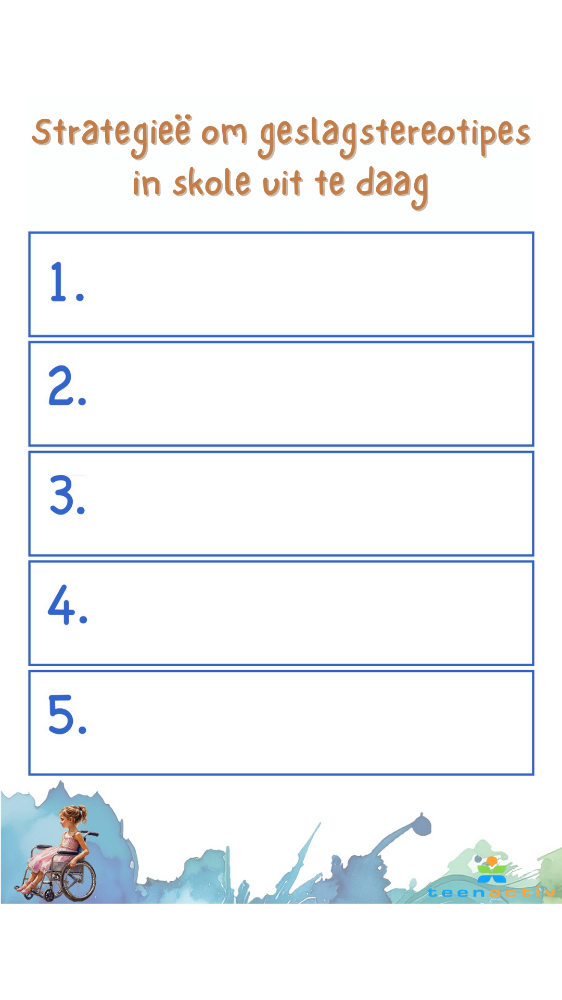 Strategieë om geslagstereotipes
in skole uit te daag
1.
2.
3.
4.
5.
teenactiv